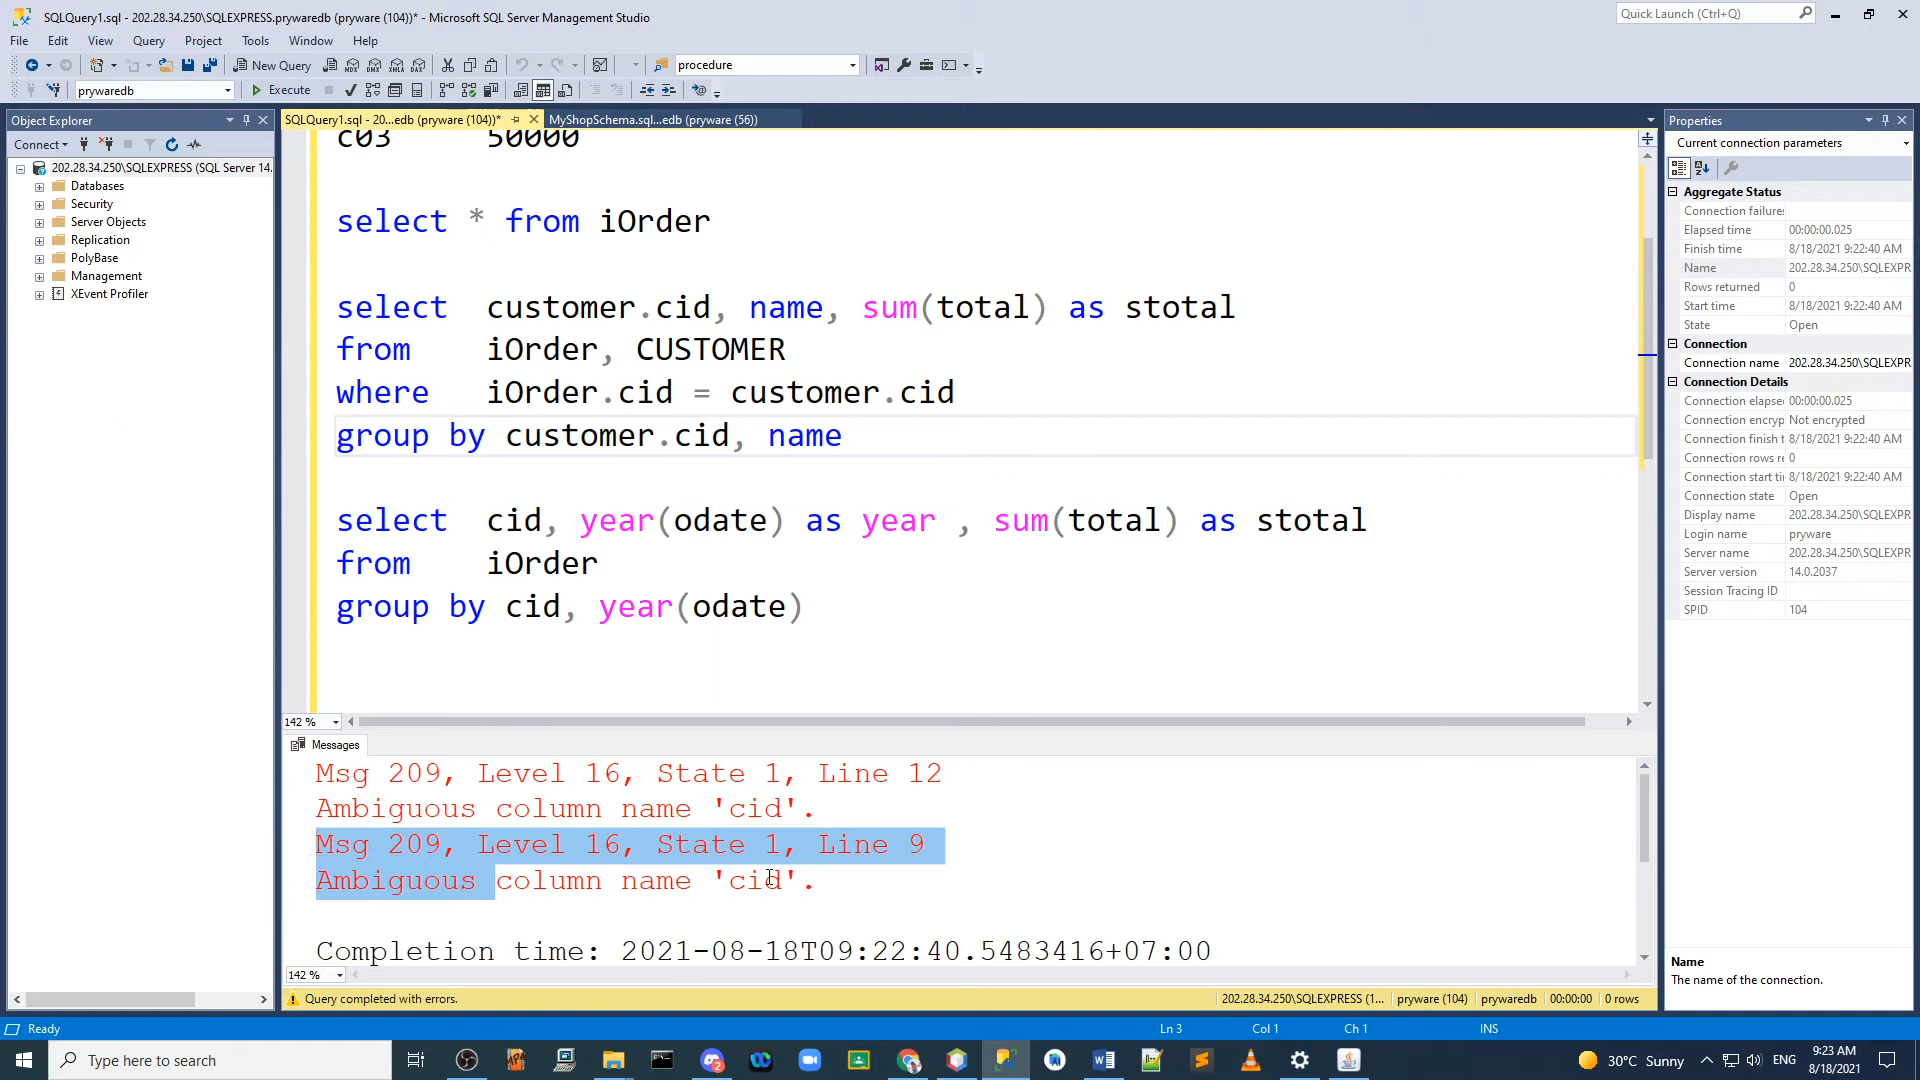 SQLQuery1.sql - 202.28.34.250\SQLEXPRESS.prywaredb (pryware (104))* - Microsoft SQL Server Management Studio
Quick Launch (Ctrl+Q)
File Edit View Query Project Tools Window Help
New Query
procedure
prywaredb
Execute
Object Explorer
Connect
202.28.34.250\SQLEXPRESS (SQL Server 14.
Databases
Security
Server Objects
Replication
PolyBase
Management
XEvent Profiler
SQLQuery1.sql - 20...edb (pryware (104))*
MyShopSchema.sql...edb (pryware (56))
c03 50000
select * from iOrder
select customer.cid, name, sum(total) as stotal
from iOrder, CUSTOMER
where iOrder.cid = customer.cid
group by customer.cid, name
select cid, year(odate) as year , sum(total) as stotal
from iOrder
group by cid, year(odate)
142 %
Messages
Msg 209, Level 16, State 1, Line 12
Ambiguous column name 'cid'.
Msg 209, Level 16, State 1, Line 9
Ambiguous column name 'cid'.
Completion time: 2021-08-18T09:22:40.5483416+07:00
142 %
Query completed with errors.
202.28.34.250\SQLEXPRESS (1... pryware (104) prywaredb 00:00:00 0 rows
Properties
Current connection parameters
Aggregate Status
Connection failures
Elapsed time 00:00:00.025
Finish time 8/18/2021 9:22:40 AM
Name 202.28.34.250\SQLEXPR
Rows returned 0
Start time 8/18/2021 9:22:40 AM
State Open
Connection
Connection name 202.28.34.250\SQLEXPR
Connection Details
Connection elapse 00:00:00.025
Connection encryp Not encrypted
Connection finish t 8/18/2021 9:22:40 AM
Connection rows re 0
Connection start ti 8/18/2021 9:22:40 AM
Connection state Open
Display name 202.28.34.250\SQLEXPR
Login name pryware
Server name 202.28.34.250\SQLEXPR
Server version 14.0.2037
Session Tracing ID
SPID 104
Name
The name of the connection.
Ready
Ln 3 Col 1 Ch 1 INS
Type here to search
30°C Sunny
ENG
9:23 AM
8/18/2021